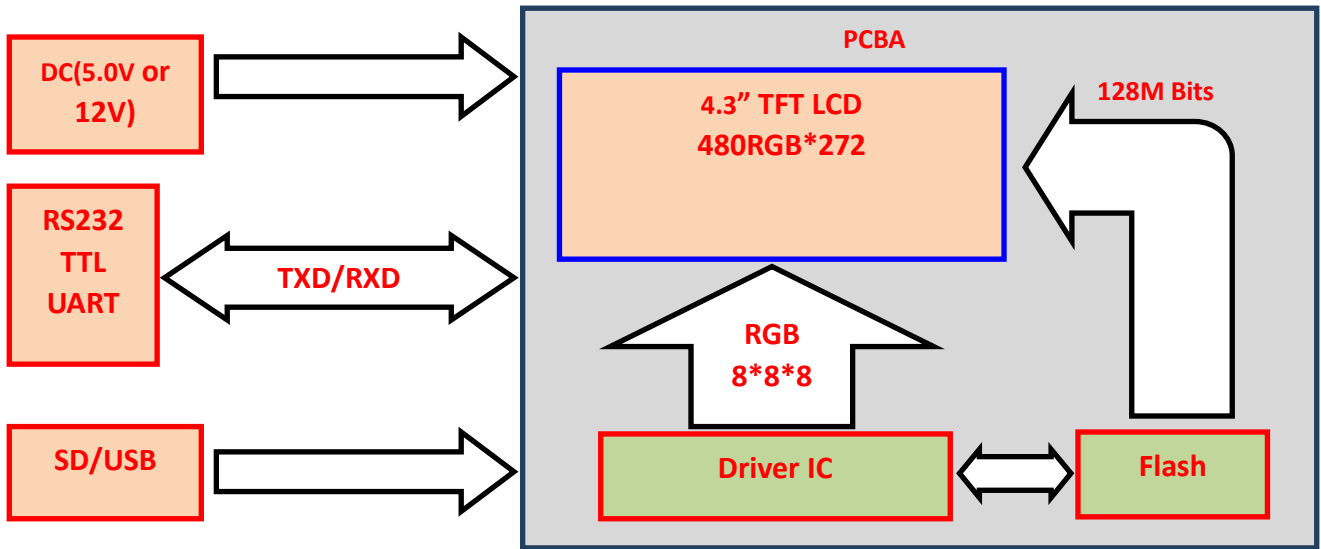 DC(5.0V or
12V)
RS232
TTL
UART
TXD/RXD
SD/USB
PCBA
4.3” TFT LCD
480RGB*272
128M Bits
RGB
8*8*8
Driver IC
Flash